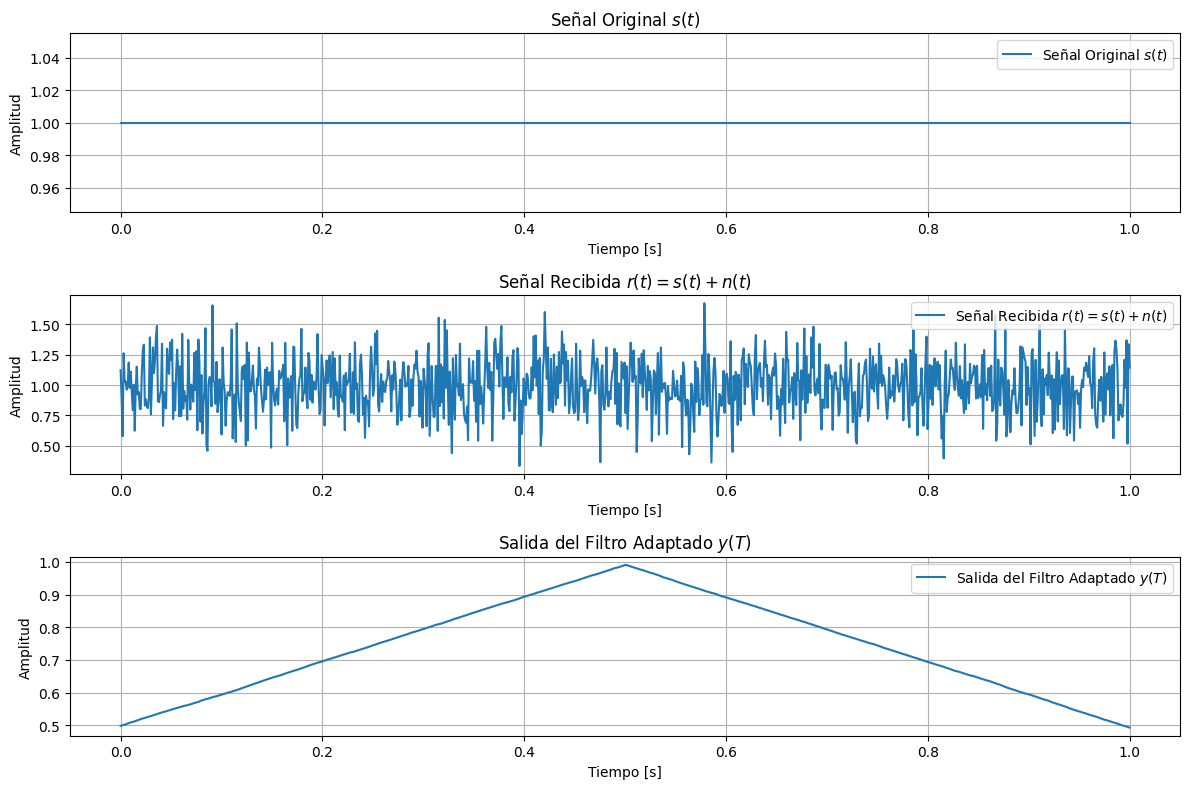 Señal Original s(t)
Amplitud
1.04
1.02
1.00
0.98
0.96
Señal Original s(t)
0.0 0.2 0.4 0.6 0.8 1.0
Tiempo [s]
Señal Recibida r(t) = s(t) + n(t)
Amplitud
1.50
1.25
1.00
0.75
0.50
Señal Recibida r(t) = s(t) + n(t)
0.0 0.2 0.4 0.6 0.8 1.0
Tiempo [s]
Salida del Filtro Adaptado y(T)
Amplitud
1.0
0.9
0.8
0.7
0.6
0.5
Salida del Filtro Adaptado y(T)
0.0 0.2 0.4 0.6 0.8 1.0
Tiempo [s]